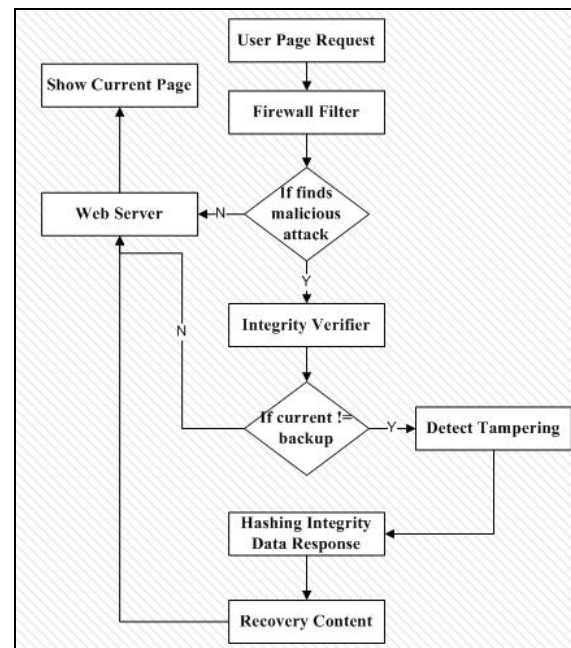 User Page Request
Show Current Page
Firewall Filter
If finds
malicious
attack
N
Web Server
Y
Integrity Verifier
N
If current !=
backup
Y
Detect Tampering
Hashing Integrity
Data Response
Recovery Content